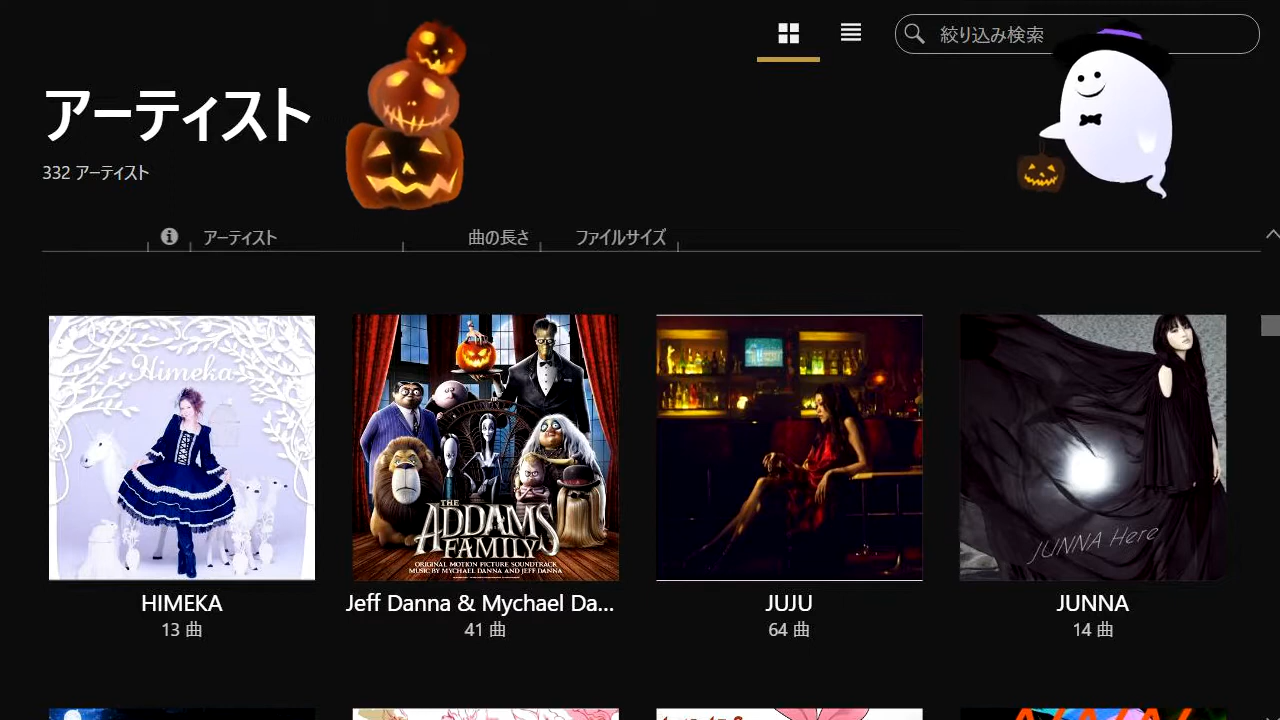 絞り込み検索
アーティスト
332 アーティスト
アーティスト 曲の長さ ファイルサイズ
Himeka
THE
ADDAMS
FAMILY
ORIGINAL MOTION PICTURE SOUNDTRACK
MUSIC BY MYCHAEL DANNA AND JEFF DANNA
JUNNA Here
HIMEKA
13 曲
Jeff Danna & Mychael Da...
41 曲
JUJU
64 曲
JUNNA
14 曲